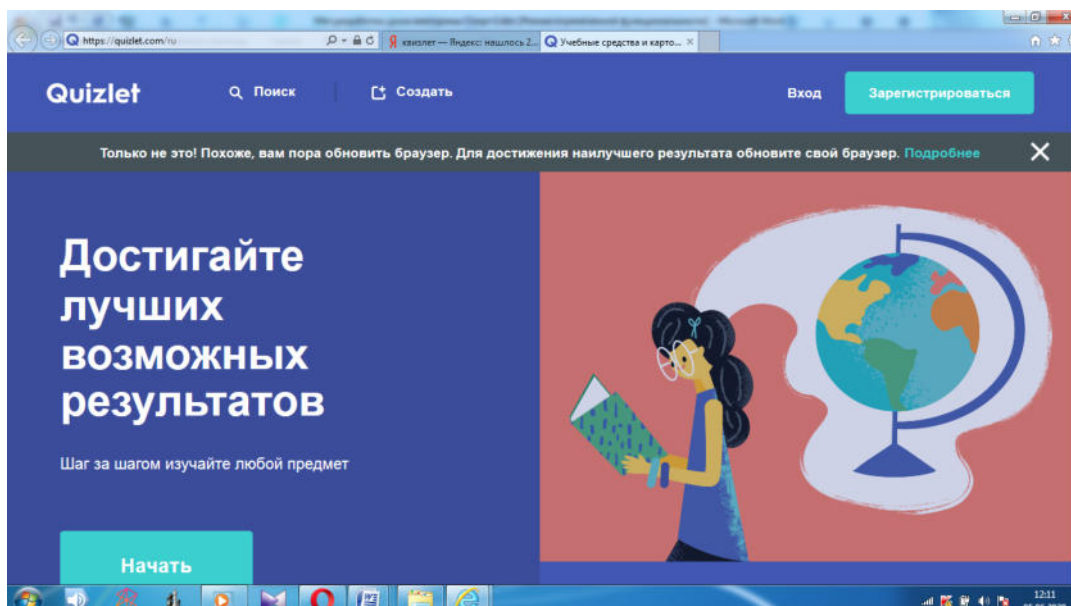 https://quizlet.com/ru
квизлет — Яндекс: нашлось 2...
Учебные средства и карто...
Quizlet
Поиск
Создать
Вход
Зарегистрироваться
Только не это! Похоже, вам пора обновить браузер. Для достижения наилучшего результата обновите свой браузер. Подробнее
Достигайте
лучших
возможных
результатов
Шаг за шагом изучайте любой предмет
Начать
12:11